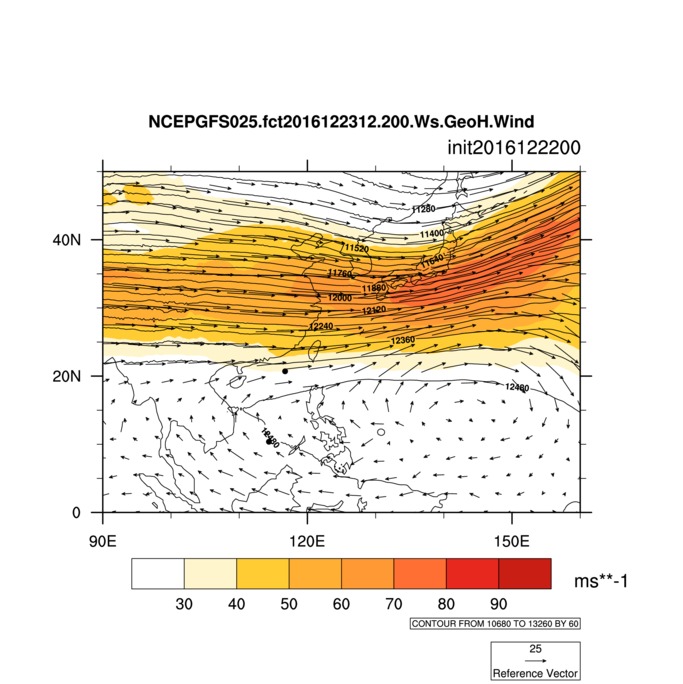 NCEPGFS025.fct2016122312.200.Ws.GeoH.Wind
init2016122200
11280
11400
40N
11520
11640
11760
11880
12000
12120
12240
12360
20N
12480
12480
0
90E 120E 150E
ms**-1
30 40 50 60 70 80 90
CONTOUR FROM 10680 TO 13260 BY 60
25
Reference Vector